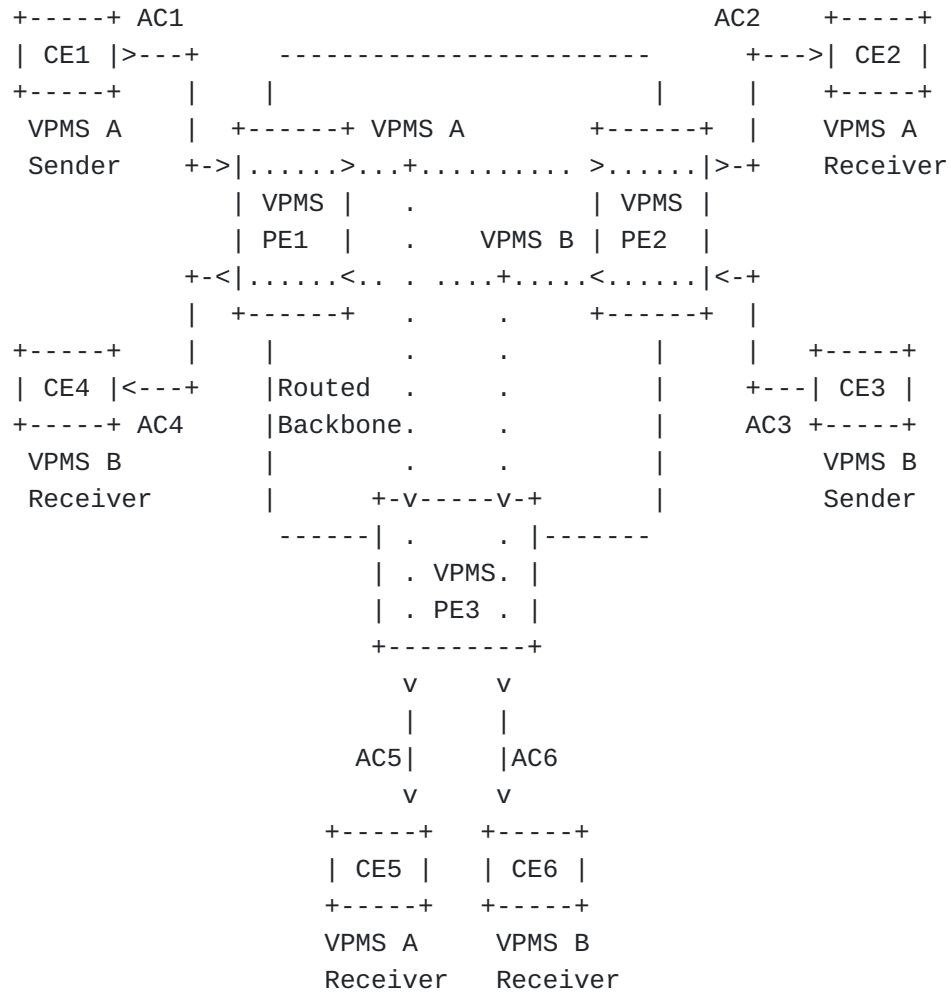 +-----+ AC1                                  AC2    +-----+
| CE1 |>---+     ------------------------      +--->| CE2 |
+-----+    |    |                        |     |    +-----+
 VPMS A    |  +------+ VPMS A        +------+  |    VPMS A
 Sender    +->|......>...+.......... >......|>-+    Receiver
              | VPMS |   .           | VPMS |
              | PE1  |   .    VPMS B | PE2  |
           +-<|......<.. . ....+.....<......|<-+
           |  +------+   .     .     +------+  |
+-----+    |    |        .     .         |     |   +-----+
| CE4 |<---+    |Routed  .     .         |     +---| CE3 |
+-----+ AC4     |Backbone.     .         |     AC3 +-----+
 VPMS B         |        .     .         |          VPMS B
 Receiver       |      +-v-----v-+       |          Sender
                 ------| .     . |-------
                       | . VPMS. |
                       | . PE3 . |
                       +---------+
                         v     v
                         |     |
                      AC5|     |AC6
                         v     v
                    +-----+   +-----+
                    | CE5 |   | CE6 |
                    +-----+   +-----+
                    VPMS A     VPMS B
                    Receiver   Receiver